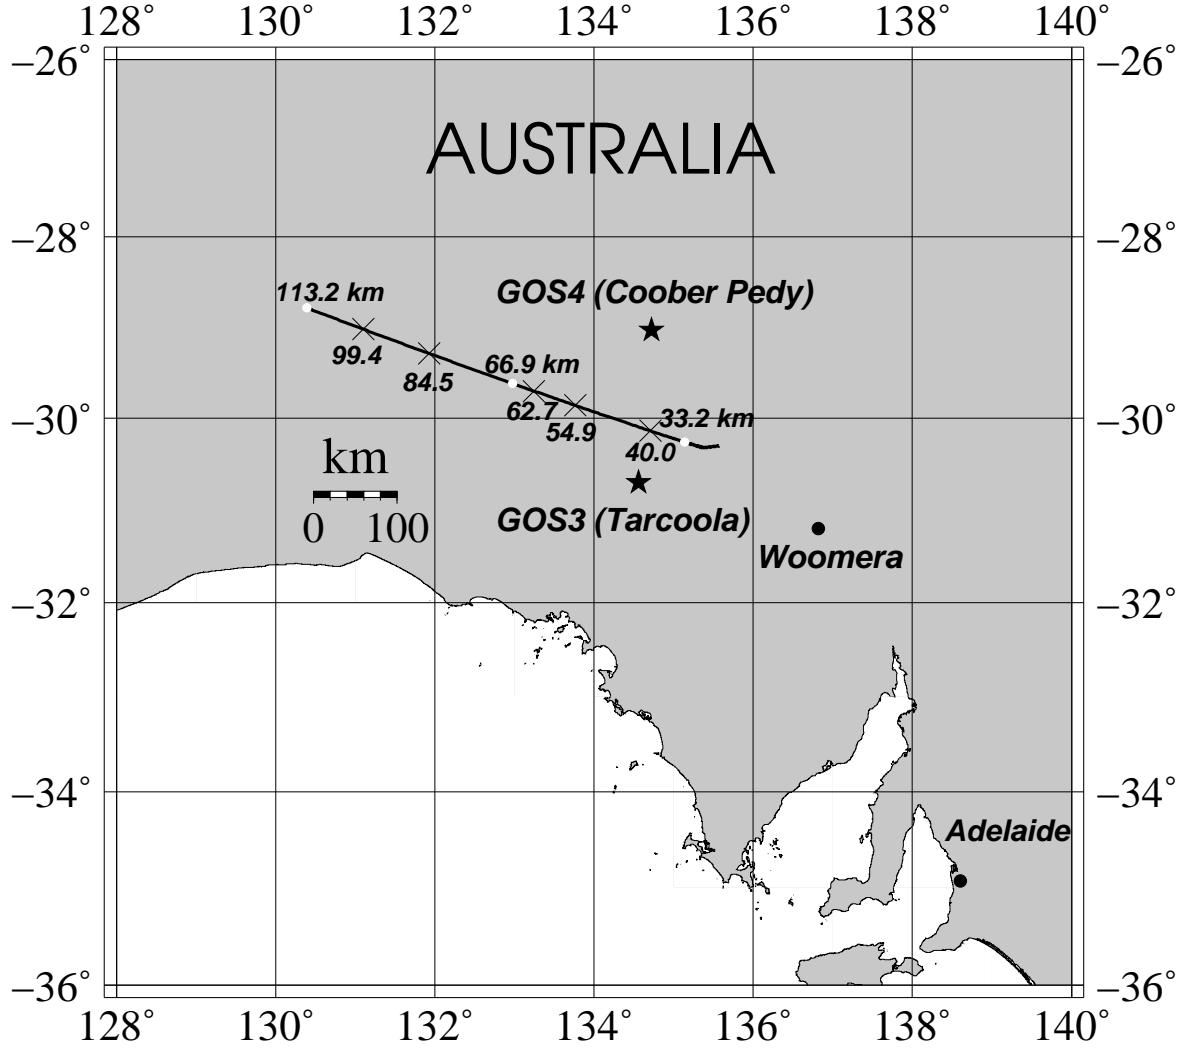 128° 130° 132° 134° 136° 138° 140°
−26° −26°
AUSTRALIA
−28° −28°
113.2 km GOS4 (Coober Pedy)
99.4
84.5 66.9 km
62.7
54.9 33.2 km
−30° −30°
40.0
km
0 100
GOS3 (Tarcoola)
Woomera
−32° −32°
−34° −34°
Adelaide
−36° −36°
128° 130° 132° 134° 136° 138° 140°